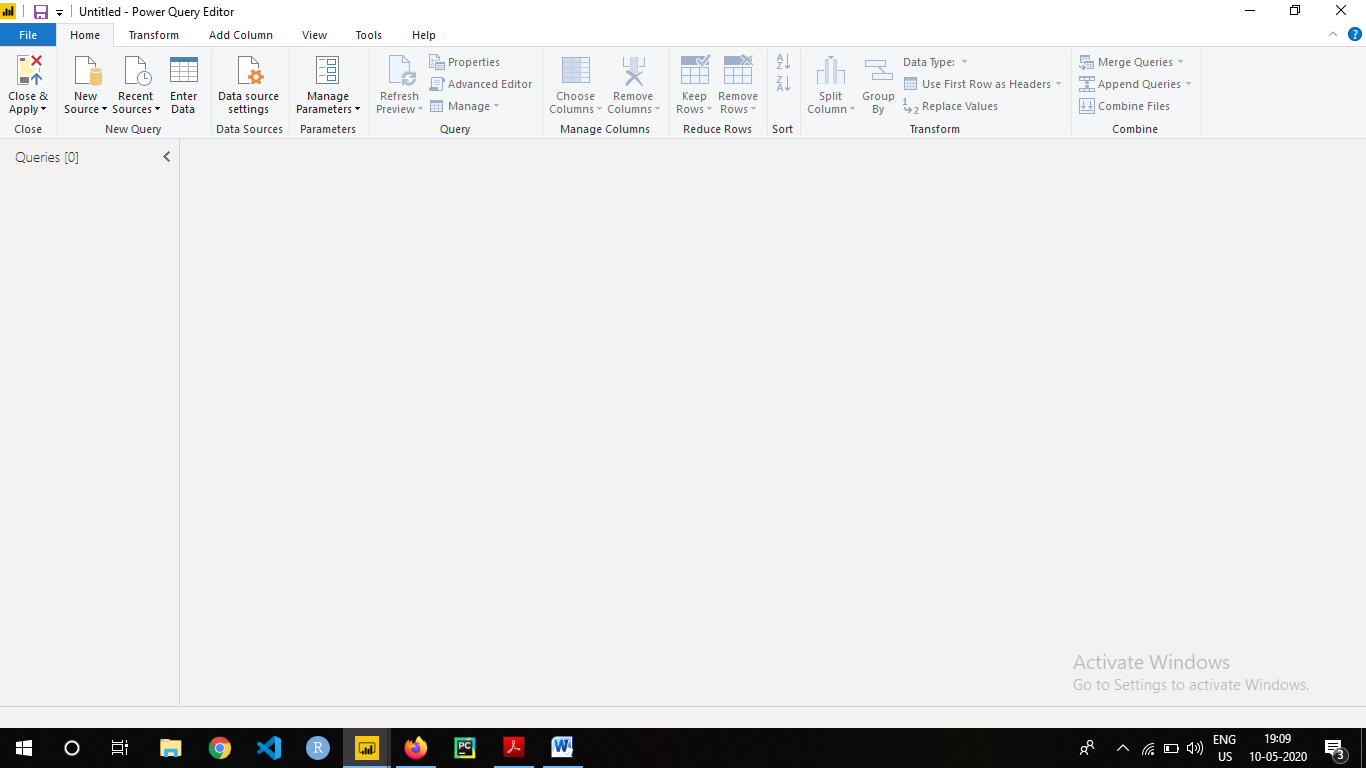 Untitled - Power Query Editor
File Home Transform Add Column View Tools Help
?
Close & Apply
New Source
Recent Sources
Enter Data
Data source settings
Manage Parameters
Refresh Preview
Properties
Advanced Editor
Manage
Choose Columns
Remove Columns
Keep Rows
Remove Rows
A
Z
Z
A
Split Column
Group By
Data Type:
Use First Row as Headers
1
2 Replace Values
Merge Queries
Append Queries
Combine Files
Close New Query Data Sources Parameters Query Manage Columns Reduce Rows Sort Transform Combine
Queries [0]
Activate Windows
Go to Settings to activate Windows.
R
PC
W
ENG
US
19:09
10-05-2020
3